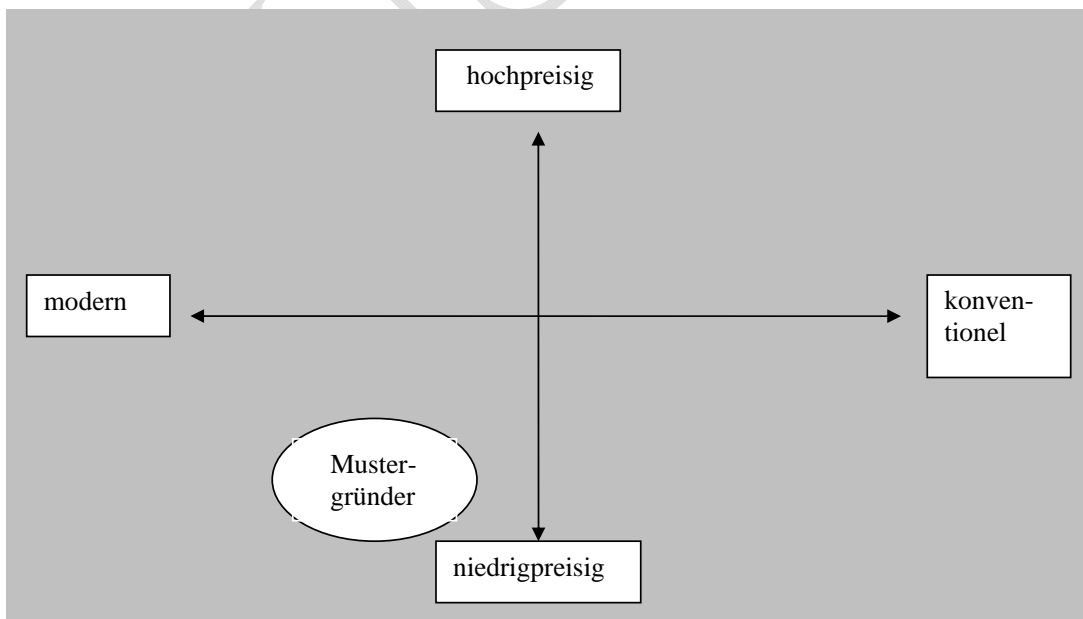 hochpreisig
modern
konven-
tionel
Muster-
gründer
niedrigpreisig